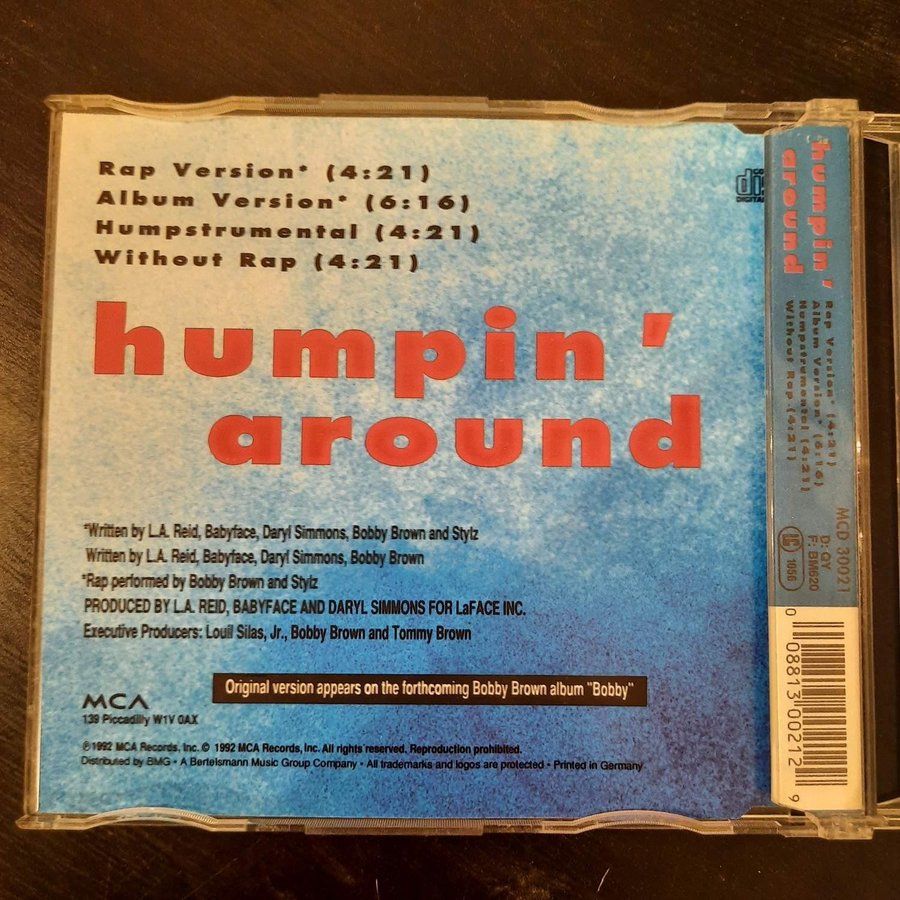 Rap Version* (4:21)
Album Version* (6:16)
Humpstrumental (4:21)
Without Rap (4:21)
humpin'
around
*Written by L.A. Reid, Babyface, Daryl Simmons, Bobby Brown and Stylz
Written by L.A. Reid, Babyface, Daryl Simmons, Bobby Brown
*Rap performed by Bobby Brown and Stylz
PRODUCED BY L.A. REID, BABYFACE AND DARYL SIMMONS FOR LaFACE INC.
Executive Producers: Louil Silas, Jr., Bobby Brown and Tommy Brown
Original version appears on the forthcoming Bobby Brown album "Bobby"
MCA
139 Piccadilly W1V 0AX
℗1992 MCA Records, Inc. © 1992 MCA Records, Inc. All rights reserved. Reproduction prohibited.
Distributed by BMG • A Bertelsmann Music Group Company • All trademarks and logos are protected • Printed in Germany
humpin'
around
Rap Version* (4:21)
Album Version* (6:16)
Humpstrumental (4:21)
Without Rap (4:21)
MCD 30021
D: GY
F: BM620
LC 1056
0 08813 00212 9